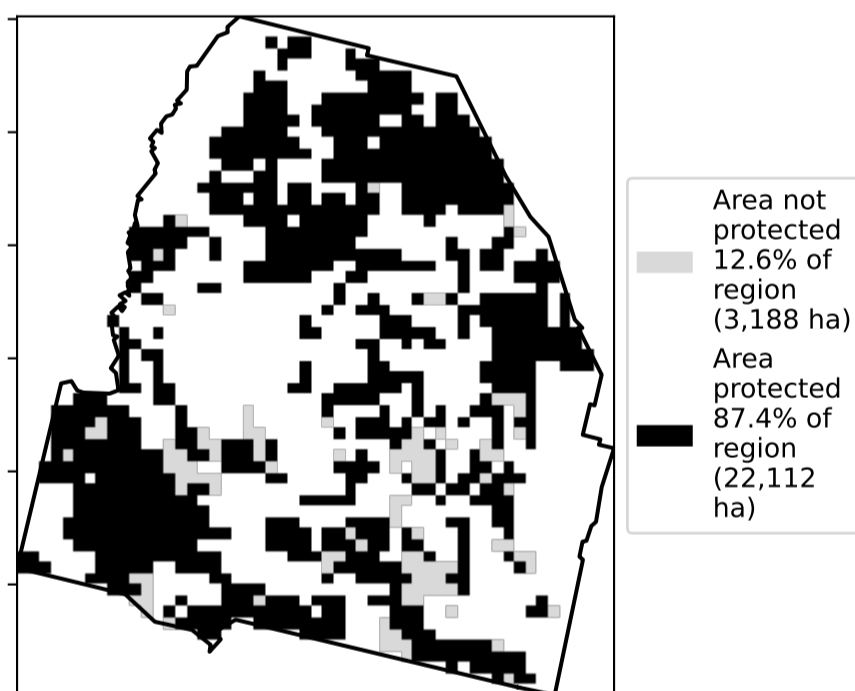 Area not
protected
12.6% of
region
(3,188 ha)
Area
protected
87.4% of
region
(22,112
ha)